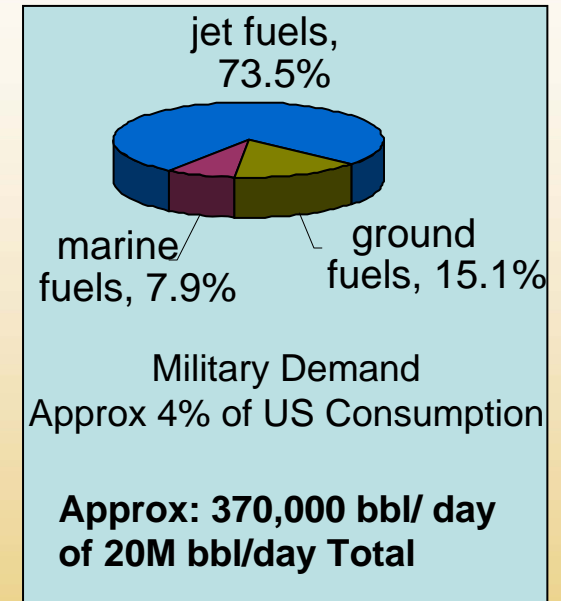 jet fuels,
73.5%
marine
fuels, 7.9%
ground
fuels, 15.1%
Military Demand
Approx 4% of US Consumption
Approx: 370,000 bbl/ day
of 20M bbl/day Total